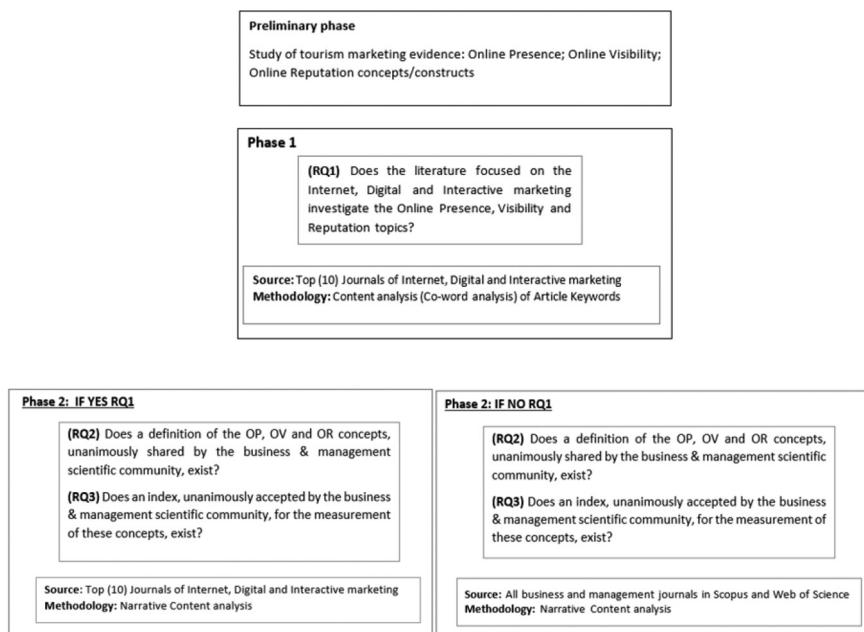 Preliminary phase
Study of tourism marketing evidence: Online Presence; Online Visibility;
Online Reputation concepts/constructs
Phase 1
(RQ1) Does the literature focused on the
Internet, Digital and Interactive marketing
investigate the Online Presence, Visibility and
Reputation topics?
Source: Top (10) Journals of Internet, Digital and Interactive marketing
Methodology: Content analysis (Co-word analysis) of Article Keywords
Phase 2: IF YES RQ1
(RQ2) Does a definition of the OP, OV and OR concepts,
unanimously shared by the business & management
scientific community, exist?
(RQ3) Does an index, unanimously accepted by the business
& management scientific community, for the measurement
of these concepts, exist?
Source: Top (10) Journals of Internet, Digital and Interactive marketing
Methodology: Narrative Content analysis
Phase 2: IF NO RQ1
(RQ2) Does a definition of the OP, OV and OR concepts,
unanimously shared by the business & management scientific
community, exist?
(RQ3) Does an index, unanimously accepted by the business
& management scientific community, for the measurement of
these concepts, exist?
Source: All business and management journals in Scopus and Web of Science
Methodology: Narrative Content analysis